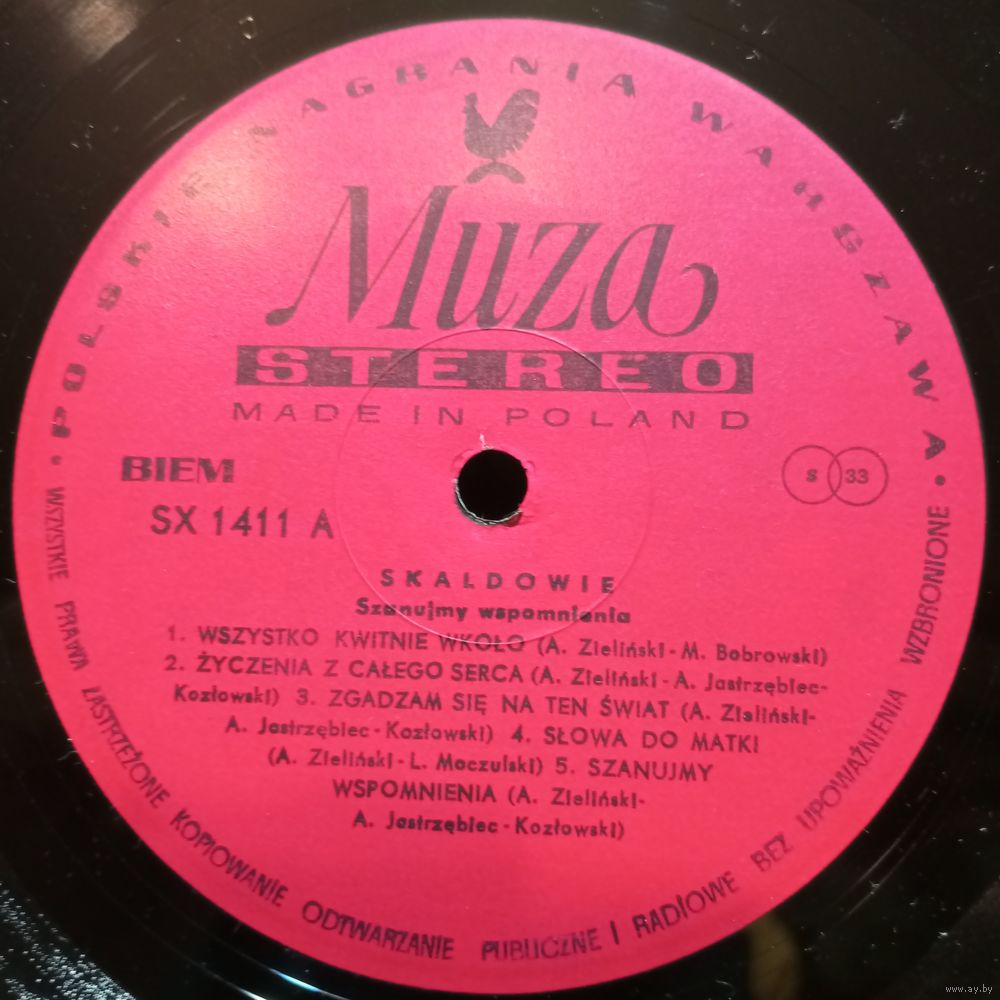 POLSKIE NAGRANIA WARSZAWA
Muza
STEREO
MADE IN POLAND
BIEM
S 33
SX 1411 A
SKALDOWIE
Szanujmy wspomnienia
1. WSZYSTKO KWITNIE WKOŁO (A. Zieliński - M. Bobrowski)
2. ŻYCZENIA Z CAŁEGO SERCA (A. Zieliński - A. Jastrzębiec-
Kozłowski) 3. ZGADZAM SIĘ NA TEN ŚWIAT (A. Zieliński-
A. Jastrzębiec - Kozłowski) 4. SŁOWA DO MATKI
(A. Zieliński - L. Moczulski) 5. SZANUJMY
WSPOMNIENIA (A. Zieliński-
A. Jastrzębiec - Kozłowski)
• WSZYSTKIE PRAWA ZASTRZEŻONE KOPIOWANIE ODTWARZANIE PUBLICZNE I RADIOWE BEZ UPOWAŻNIENIA WZBRONIONE •
www.ay.by